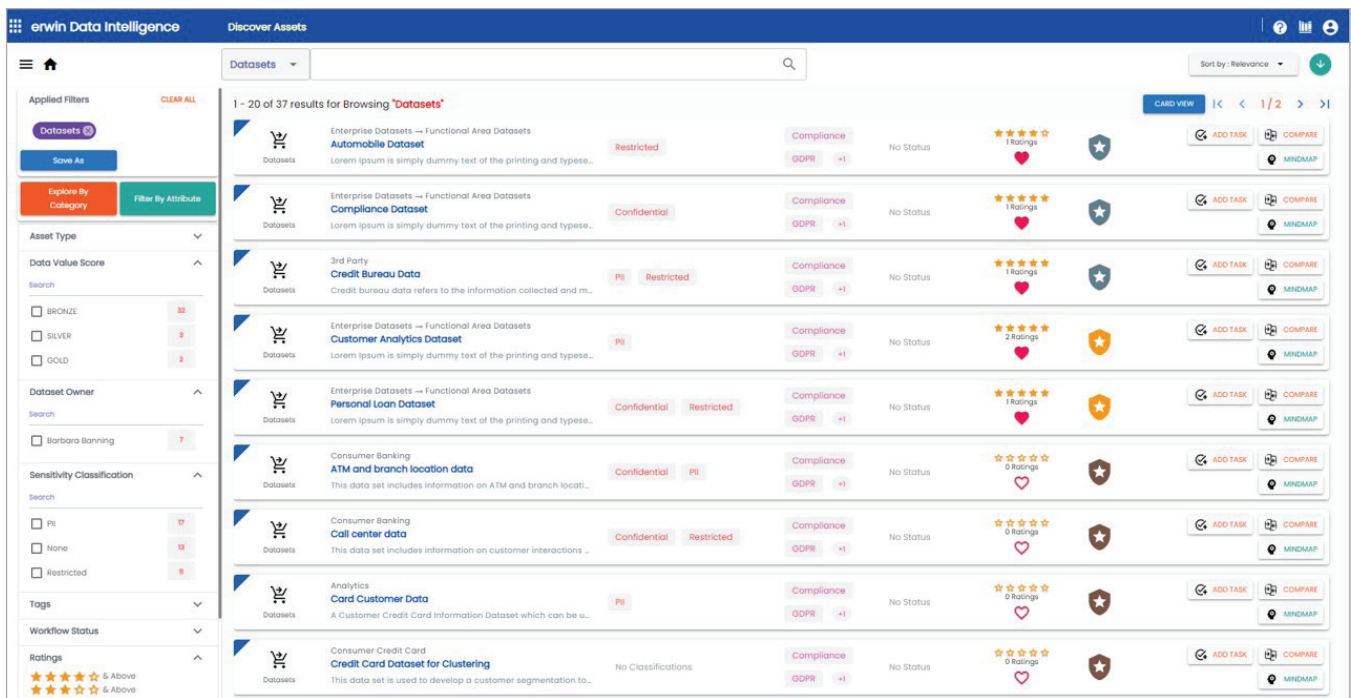 erwin Data Intelligence
Discover Assets
Datasets
Sort by : Relevance
Applied Filters
CLEAR ALL
Datasets
Save As
Explore By
Category
Filter By Attribute
Asset Type
Data Value Score
Search
BRONZE 32
SILVER 3
GOLD 2
Dataset Owner
Search
Barbara Banning 7
Sensitivity Classification
Search
PII 17
None 13
Restricted
Tags
Workflow Status
Ratings
& Above
& Above
1 - 20 of 37 results for Browsing "Datasets"
CARD VIEW
1/2
Datasets
Enterprise Datasets → Functional Area Datasets
Automobile Dataset
Lorem Ipsum is simply dummy text of the printing and typese...
Restricted
Compliance
GDPR +1
No Status
1 Ratings
ADD TASK
COMPARE
MINDMAP
Datasets
Enterprise Datasets → Functional Area Datasets
Compliance Dataset
Lorem Ipsum is simply dummy text of the printing and typese...
Confidential
Compliance
GDPR +1
No Status
1 Ratings
ADD TASK
COMPARE
MINDMAP
Datasets
3rd Party
Credit Bureau Data
Credit bureau data refers to the information collected and m...
PII Restricted
Compliance
GDPR +1
No Status
1 Ratings
ADD TASK
COMPARE
MINDMAP
Datasets
Enterprise Datasets → Functional Area Datasets
Customer Analytics Dataset
Lorem Ipsum is simply dummy text of the printing and typese...
PII
Compliance
GDPR +1
No Status
2 Ratings
ADD TASK
COMPARE
MINDMAP
Datasets
Enterprise Datasets → Functional Area Datasets
Personal Loan Dataset
Lorem Ipsum is simply dummy text of the printing and typese...
Confidential Restricted
Compliance
GDPR +1
No Status
1 Ratings
ADD TASK
COMPARE
MINDMAP
Datasets
Consumer Banking
ATM and branch location data
This data set includes information on ATM and branch locati...
Confidential PII
Compliance
GDPR +1
No Status
0 Ratings
ADD TASK
COMPARE
MINDMAP
Datasets
Consumer Banking
Call center data
This data set includes information on customer interactions ...
Confidential Restricted
Compliance
GDPR +1
No Status
0 Ratings
ADD TASK
COMPARE
MINDMAP
Datasets
Analytics
Card Customer Data
A Customer Credit Card Information Dataset which can be u...
PII
Compliance
GDPR +1
No Status
0 Ratings
ADD TASK
COMPARE
MINDMAP
Datasets
Consumer Credit Card
Credit Card Dataset for Clustering
This data set is used to develop a customer segmentation to...
No Classifications
Compliance
GDPR +1
No Status
0 Ratings
ADD TASK
COMPARE
MINDMAP